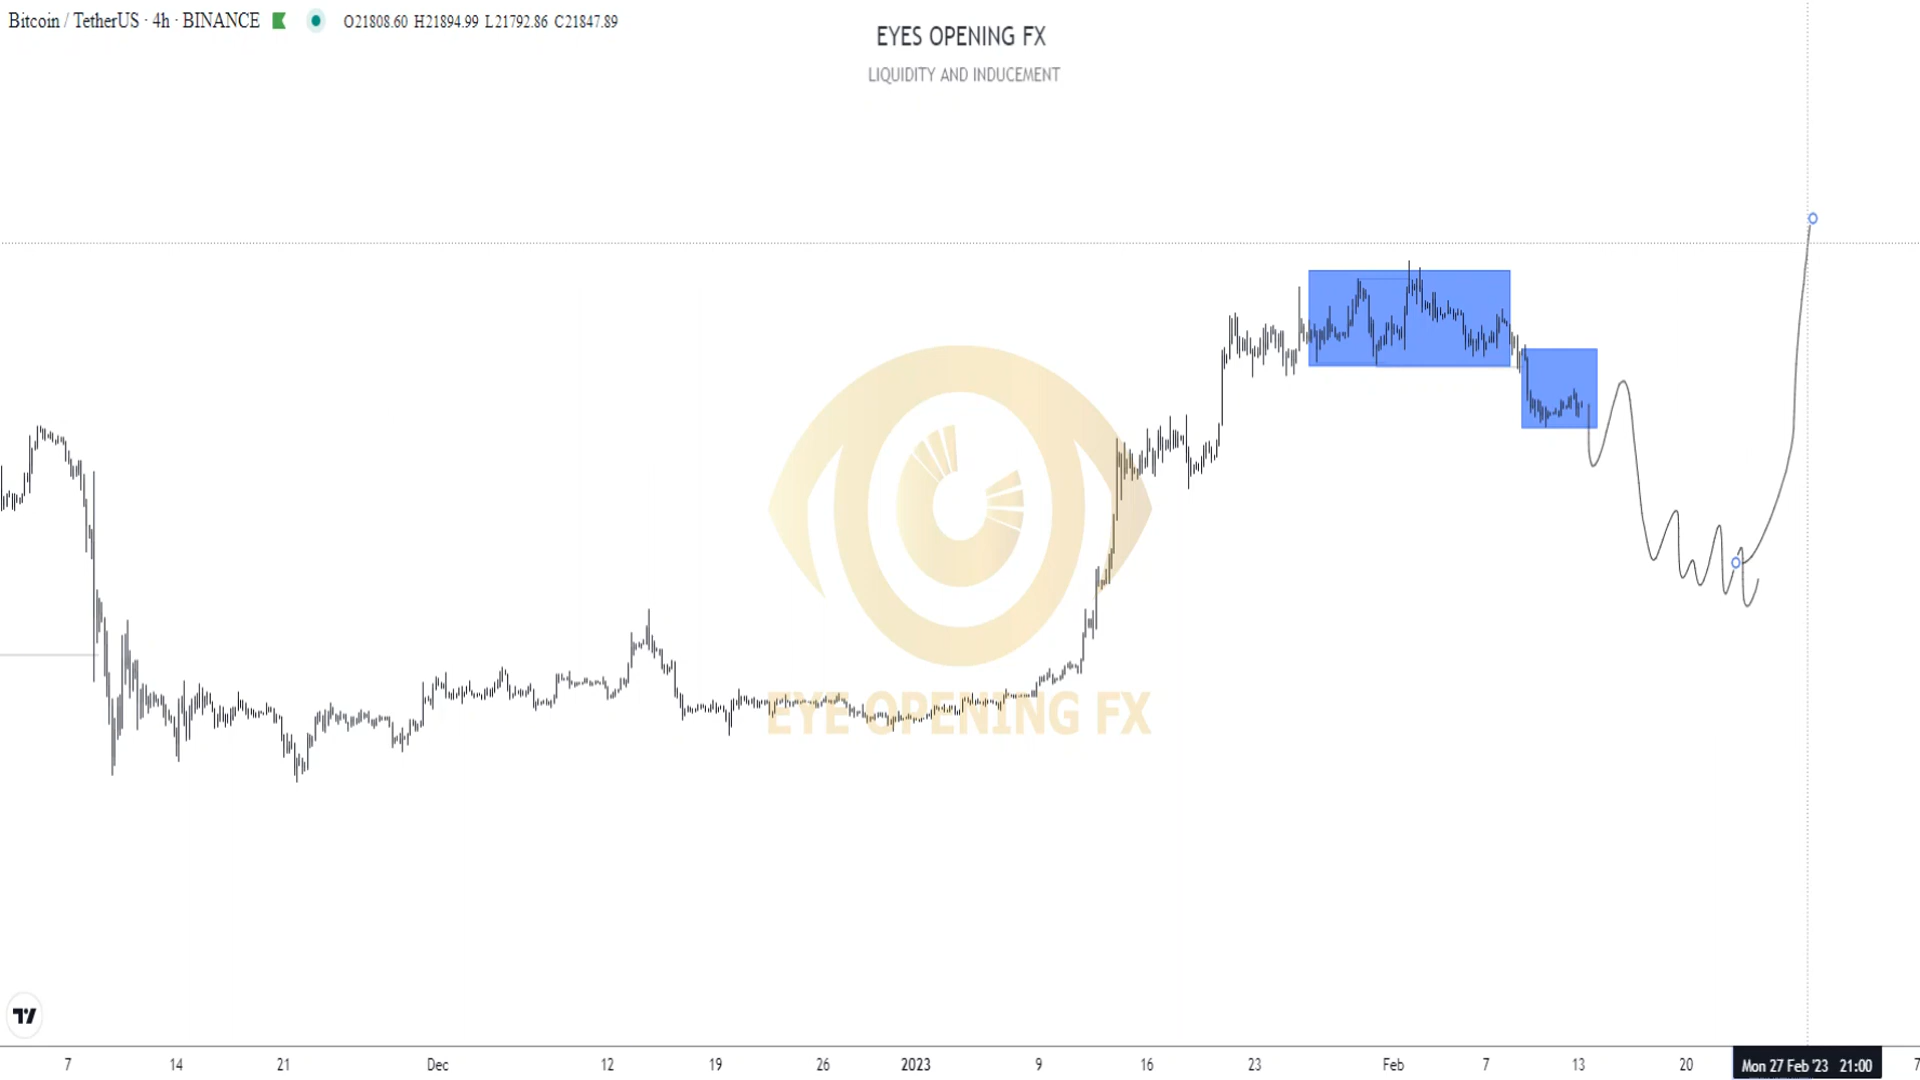 Bitcoin / TetherUS · 4h · BINANCE O21808.60 H21894.99 L21792.86 C21847.89
EYES OPENING FX
LIQUIDITY AND INDUCEMENT
EYE OPENING FX
7 14 21 Dec 12 19 26 2023 9 16 23 Feb 7 13 20 Mon 27 Feb '23 21:00 7